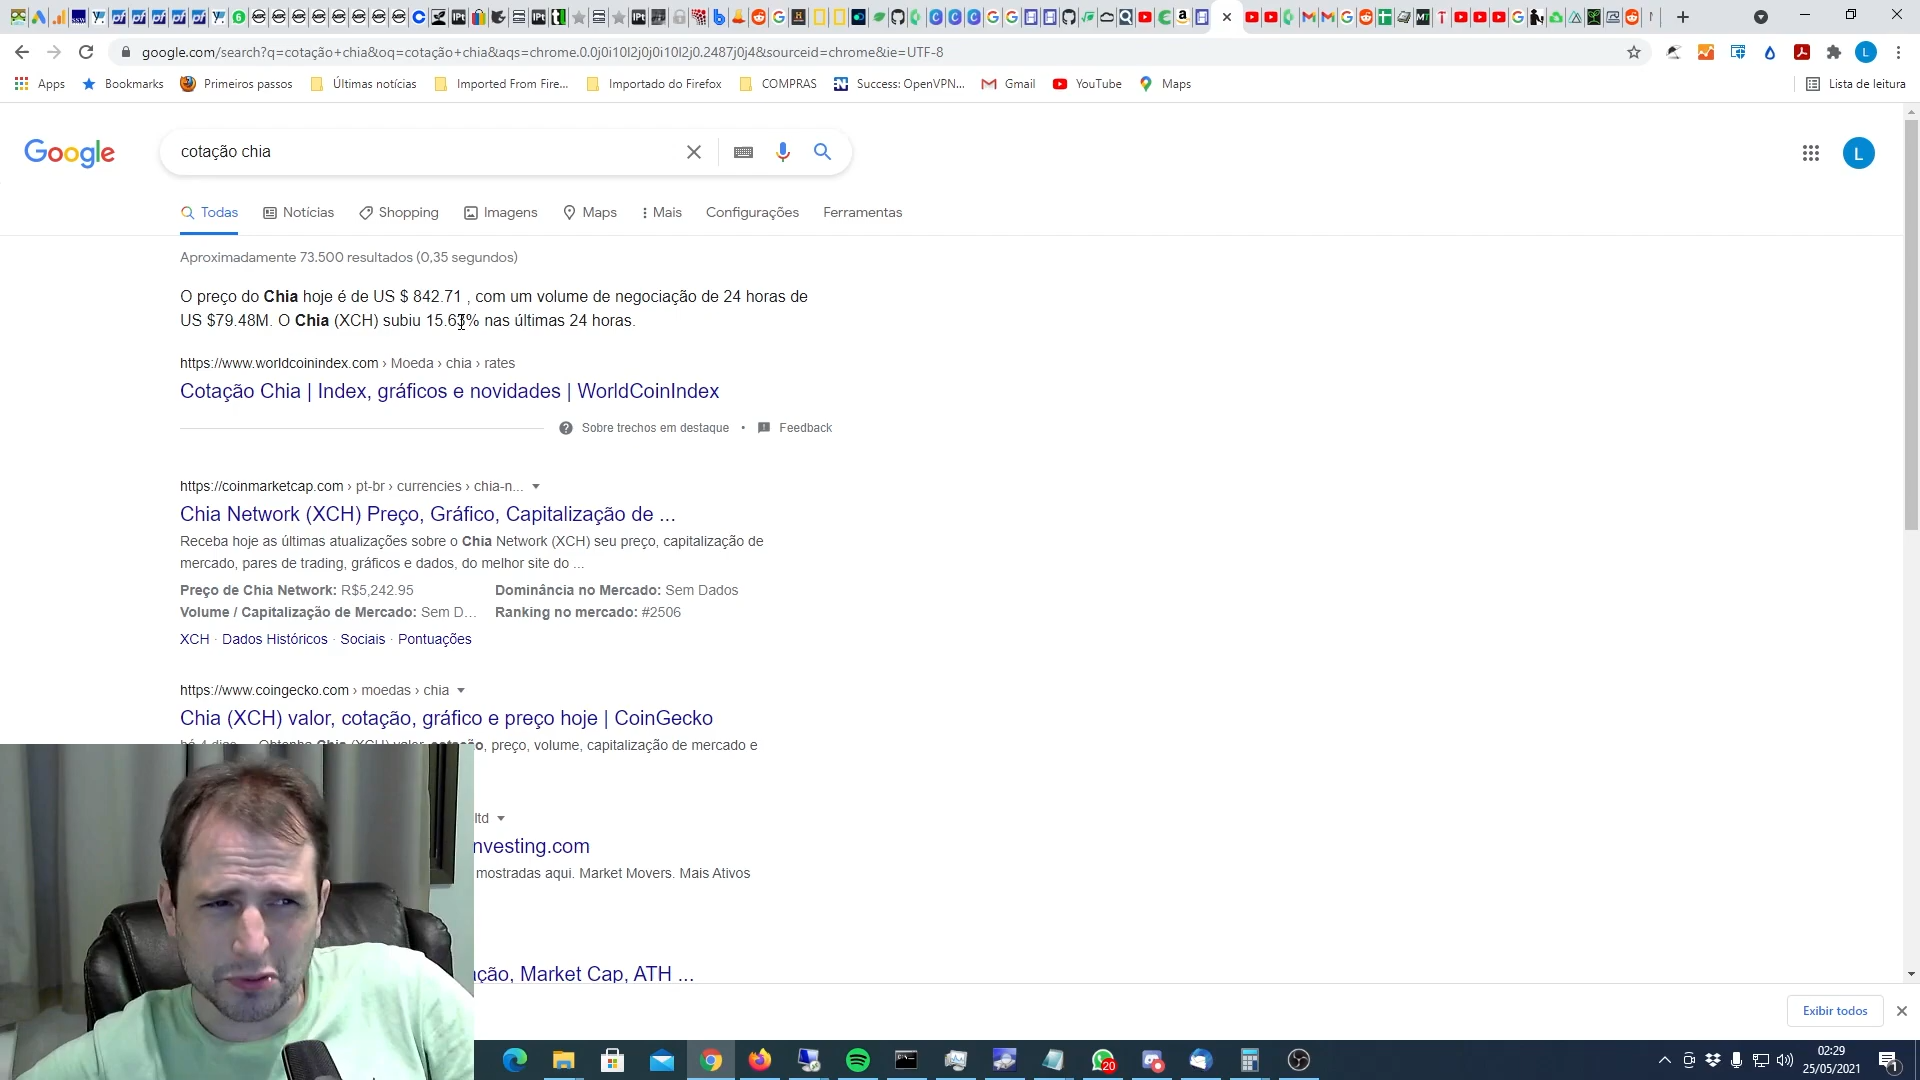 google.com/search?q=cotação+chia&oq=cotação+chia&aqs=chrome.0.0j0i10l2j0j0i10l2j0.2487j0j4&sourceid=chrome&ie=UTF-8
Apps Bookmarks Primeiros passos Últimas notícias Imported From Fire... Importado do Firefox COMPRAS Success: OpenVPN... Gmail YouTube Maps Lista de leitura
Google
cotação chia
L
Todas Notícias Shopping Imagens Maps Mais Configurações Ferramentas
Aproximadamente 73.500 resultados (0,35 segundos)
O preço do Chia hoje é de US $ 842.71 , com um volume de negociação de 24 horas de
US $79.48M. O Chia (XCH) subiu 15.63% nas últimas 24 horas.
https://www.worldcoinindex.com › Moeda › chia › rates
Cotação Chia | Index, gráficos e novidades | WorldCoinIndex
Sobre trechos em destaque • Feedback
https://coinmarketcap.com › pt-br › currencies › chia-n...
Chia Network (XCH) Preço, Gráfico, Capitalização de ...
Receba hoje as últimas atualizações sobre o Chia Network (XCH) seu preço, capitalização de
mercado, pares de trading, gráficos e dados, do melhor site do ...
Preço de Chia Network: R$5,242.95 Dominância no Mercado: Sem Dados
Volume / Capitalização de Mercado: Sem D... Ranking no mercado: #2506
XCH · Dados Históricos · Sociais · Pontuações
https://www.coingecko.com › moedas › chia
Chia (XCH) valor, cotação, gráfico e preço hoje | CoinGecko
preço, volume, capitalização de mercado e
ltd
nvesting.com
mostradas aqui. Market Movers. Mais Ativos
ação, Market Cap, ATH ...
Exibir todos
20
02:29
25/05/2021
1